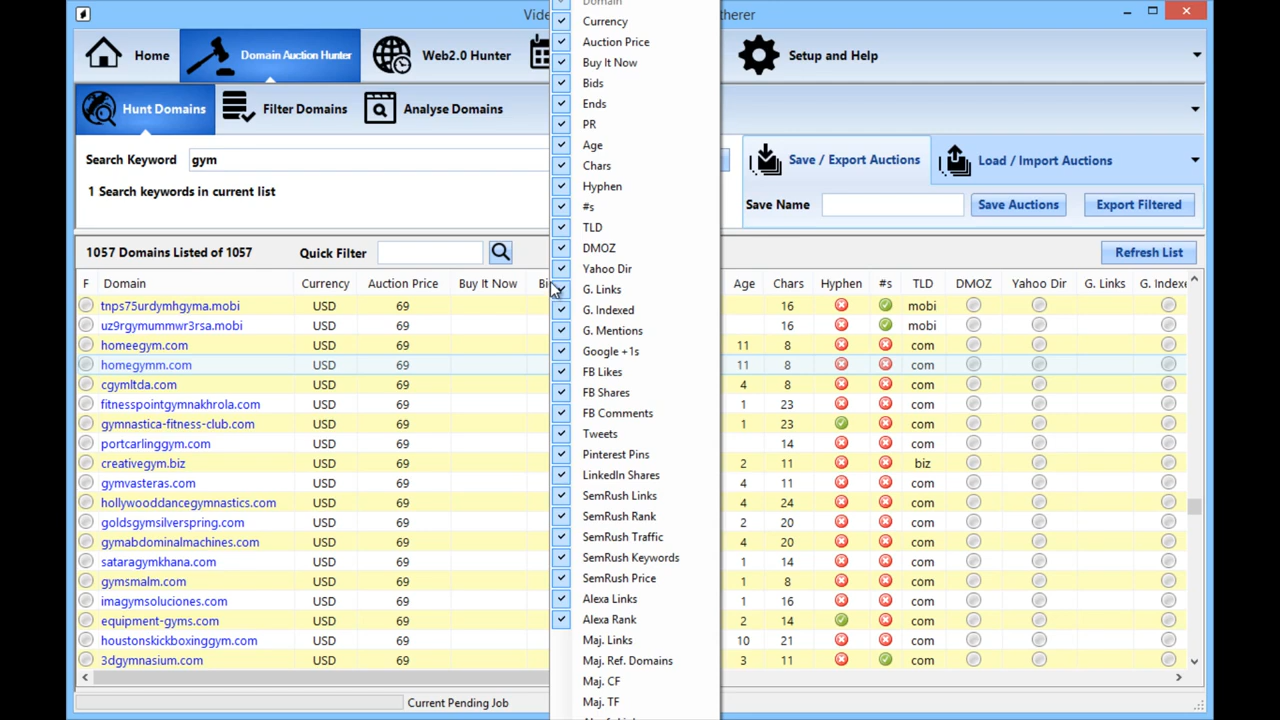 Vide
therer
Home
Domain Auction Hunter
Web2.0 Hunter
Setup and Help
Hunt Domains
Filter Domains
Analyse Domains
Search Keyword
gym
1 Search keywords in current list
Save / Export Auctions
Load / Import Auctions
Save Name
Save Auctions
Export Filtered
1057 Domains Listed of 1057
Quick Filter
Refresh List
F Domain Currency Auction Price Buy It Now Bi Age Chars Hyphen #s TLD DMOZ Yahoo Dir G. Links G. Indexe
tnps75urdymhgyma.mobi USD 69 16 mobi
uz9rgymummwr3rsa.mobi USD 69 16 mobi
homeegym.com USD 69 11 8 com
homegymm.com USD 69 11 8 com
cgymltda.com USD 69 4 8 com
fitnesspointgymnakhrola.com USD 69 1 23 com
gymnastica-fitness-club.com USD 69 1 23 com
portcarlinggym.com USD 69 14 com
creativegym.biz USD 69 2 11 biz
gymvasteras.com USD 69 4 11 com
hollywooddancegymnastics.com USD 69 4 24 com
goldsgymsilverspring.com USD 69 2 20 com
gymabdominalmachines.com USD 69 4 20 com
sataragymkhana.com USD 69 1 14 com
gymsmalm.com USD 69 1 8 com
imagymsoluciones.com USD 69 1 16 com
equipment-gyms.com USD 69 2 14 com
houstonskickboxinggym.com USD 69 10 21 com
3dgymnasium.com USD 69 3 11 com
Current Pending Job
Domain
Currency
Auction Price
Buy It Now
Bids
Ends
PR
Age
Chars
Hyphen
#s
TLD
DMOZ
Yahoo Dir
G. Links
G. Indexed
G. Mentions
Google +1s
FB Likes
FB Shares
FB Comments
Tweets
Pinterest Pins
LinkedIn Shares
SemRush Links
SemRush Rank
SemRush Traffic
SemRush Keywords
SemRush Price
Alexa Links
Alexa Rank
Maj. Links
Maj. Ref. Domains
Maj. CF
Maj. TF